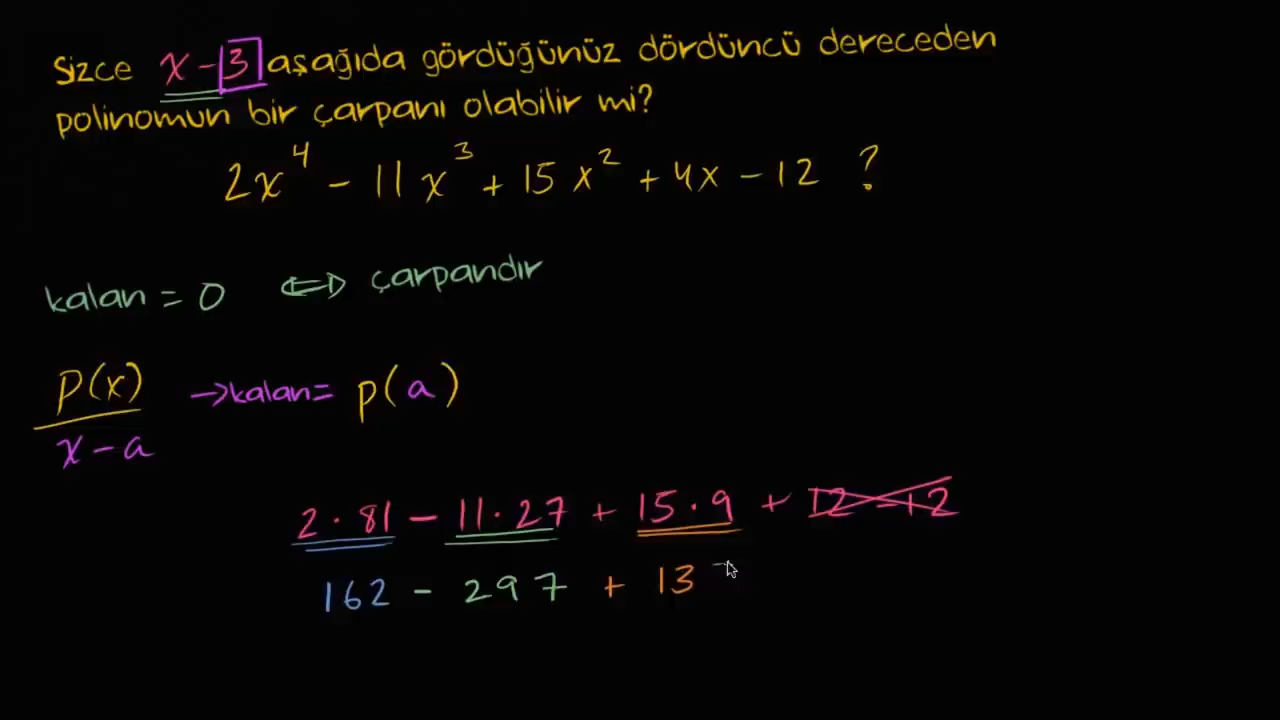 Sizce x-3 aşağıda gördüğünüz dördüncü dereceden
polinomun bir çarpanı olabilir mi?
2x⁴ - 11x³ + 15x² + 4x - 12 ?
kalan = 0 ⇔ çarpandır
P(x)/x-a → kalan= p(a)
2·81 - 11·27 + 15·9 + 12-12
162 - 297 + 13